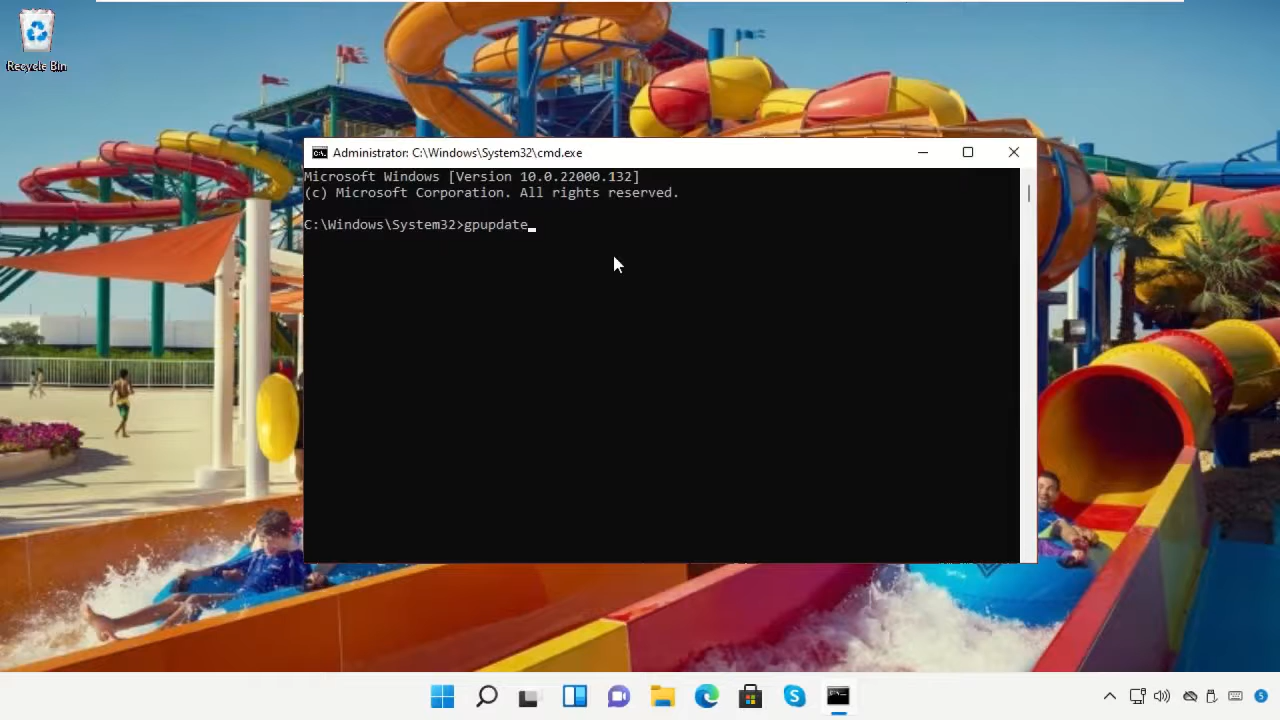 Recycle Bin
Administrator: C:\Windows\System32\cmd.exe
Microsoft Windows [Version 10.0.22000.132]
(c) Microsoft Corporation. All rights reserved.
C:\Windows\System32>gpupdate
5